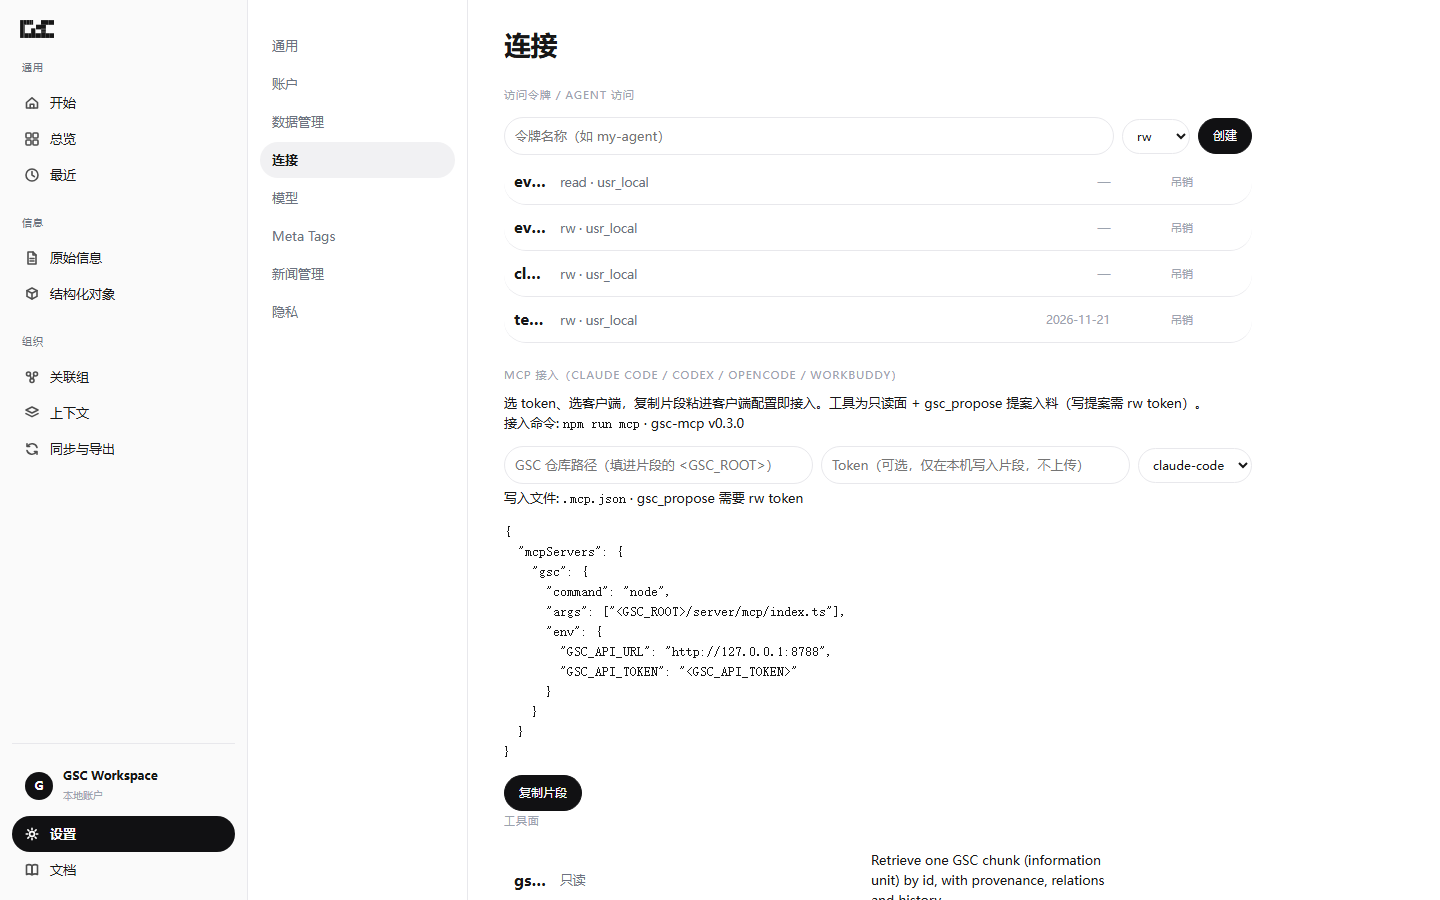 GSC
通用
开始
总览
最近
信息
原始信息
结构化对象
组织
关联组
上下文
同步与导出
G
GSC Workspace
本地账户
设置
文档
通用
账户
数据管理
连接
模型
Meta Tags
新闻管理
隐私
连接
访问令牌 / AGENT 访问
令牌名称（如 my-agent）
rw
创建
ev... read · usr_local — 吊销
ev... rw · usr_local — 吊销
cl... rw · usr_local — 吊销
te... rw · usr_local 2026-11-21 吊销
MCP 接入（CLAUDE CODE / CODEX / OPENCODE / WORKBUDDY）
选 token、选客户端，复制片段粘进客户端配置即接入。工具为只读面 + gsc_propose 提案入料（写提案需 rw token）。
接入命令: npm run mcp · gsc-mcp v0.3.0
GSC 仓库路径（填进片段的 <GSC_ROOT>）
Token（可选，仅在本机写入片段，不上传）
claude-code
写入文件: .mcp.json · gsc_propose 需要 rw token
{
  "mcpServers": {
    "gsc": {
      "command": "node",
      "args": ["<GSC_ROOT>/server/mcp/index.ts"],
      "env": {
        "GSC_API_URL": "http://127.0.0.1:8788",
        "GSC_API_TOKEN": "<GSC_API_TOKEN>"
      }
    }
  }
}
复制片段
工具面
gs... 只读
Retrieve one GSC chunk (information
unit) by id, with provenance, relations
and history